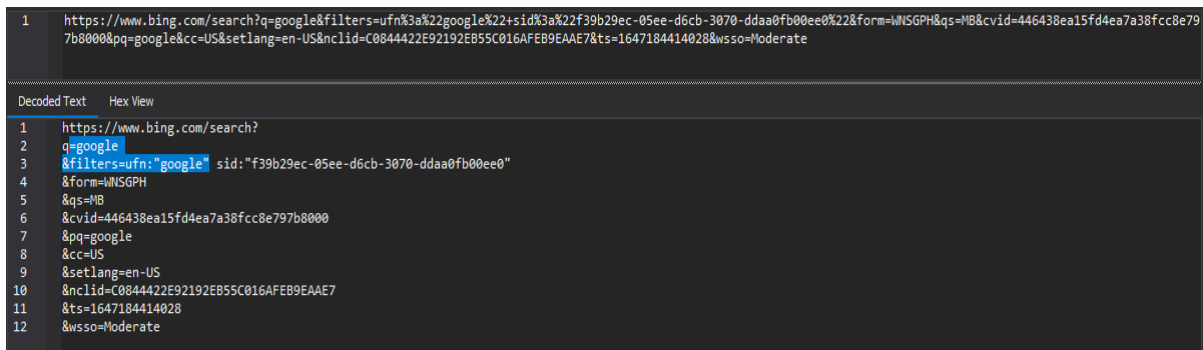 1 https://www.bing.com/search?q=google&filters=ufn%3a%22google%22+sid%3a%22f39b29ec-05ee-d6cb-3070-ddaa0fb00ee0%22&form=WNSGPH&qs=MB&cvid=446438ea15fd4ea7a38fcc8e79
7b8000&pq=google&cc=US&setlang=en-US&nclid=C0844422E92192EB55C016AFEB9EAAE7&ts=1647184414028&wsso=Moderate
Decoded Text Hex View
1 https://www.bing.com/search?
2 q=google
3 &filters=ufn:"google" sid:"f39b29ec-05ee-d6cb-3070-ddaa0fb00ee0"
4 &form=WNSGPH
5 &qs=MB
6 &cvid=446438ea15fd4ea7a38fcc8e797b8000
7 &pq=google
8 &cc=US
9 &setlang=en-US
10 &nclid=C0844422E92192EB55C016AFEB9EAAE7
11 &ts=1647184414028
12 &wsso=Moderate